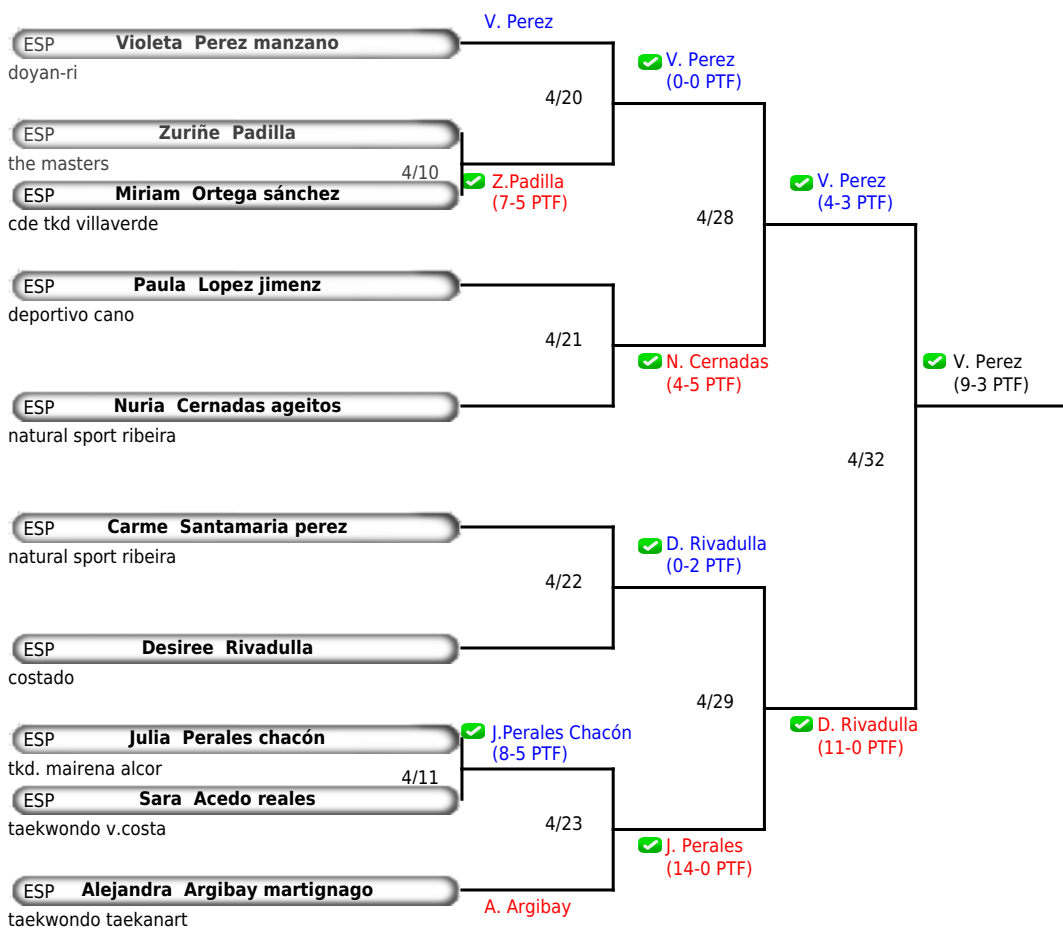 V. Perez
ESP Violeta Perez manzano
doyan-ri
V. Perez
(0-0 PTF)
4/20
ESP Zuriñe Padilla
the masters
4/10
Z.Padilla
(7-5 PTF)
ESP Miriam Ortega sánchez
cde tkd villaverde
V. Perez
(4-3 PTF)
4/28
ESP Paula Lopez jimenz
deportivo cano
4/21
N. Cernadas
(4-5 PTF)
V. Perez
(9-3 PTF)
ESP Nuria Cernadas ageitos
natural sport ribeira
4/32
ESP Carme Santamaria perez
natural sport ribeira
D. Rivadulla
(0-2 PTF)
4/22
ESP Desiree Rivadulla
costado
4/29
D. Rivadulla
(11-0 PTF)
ESP Julia Perales chacón
tkd. mairena alcor
J.Perales Chacón
(8-5 PTF)
4/11
ESP Sara Acedo reales
taekwondo v.costa
4/23
J. Perales
(14-0 PTF)
ESP Alejandra Argibay martignago
taekwondo taekanart
A. Argibay